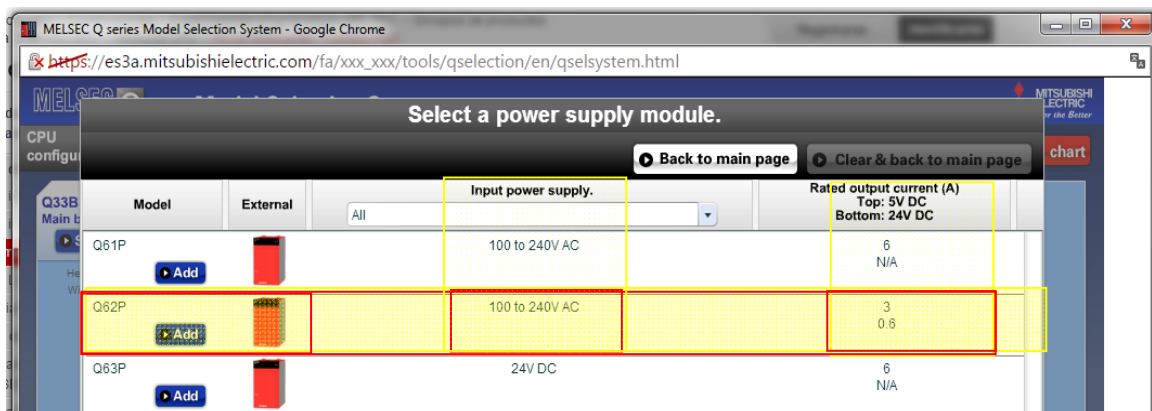 MELSEC Q series Model Selection System - Google Chrome
https://es3a.mitsubishielectric.com/fa/xxx_xxx/tools/qselection/en/qselsystem.html
MITSUBISHI
Select a power supply module.
CPU
Back to main page
Clear & back to main page
chart
Q33B
Model
External
Input power supply.
All
Rated output current (A)
Top: 5V DC
Bottom: 24V DC
Q61P
Add
100 to 240V AC
6
N/A
Q62P
Add
100 to 240V AC
3
0.6
Q63P
Add
24V DC
6
N/A